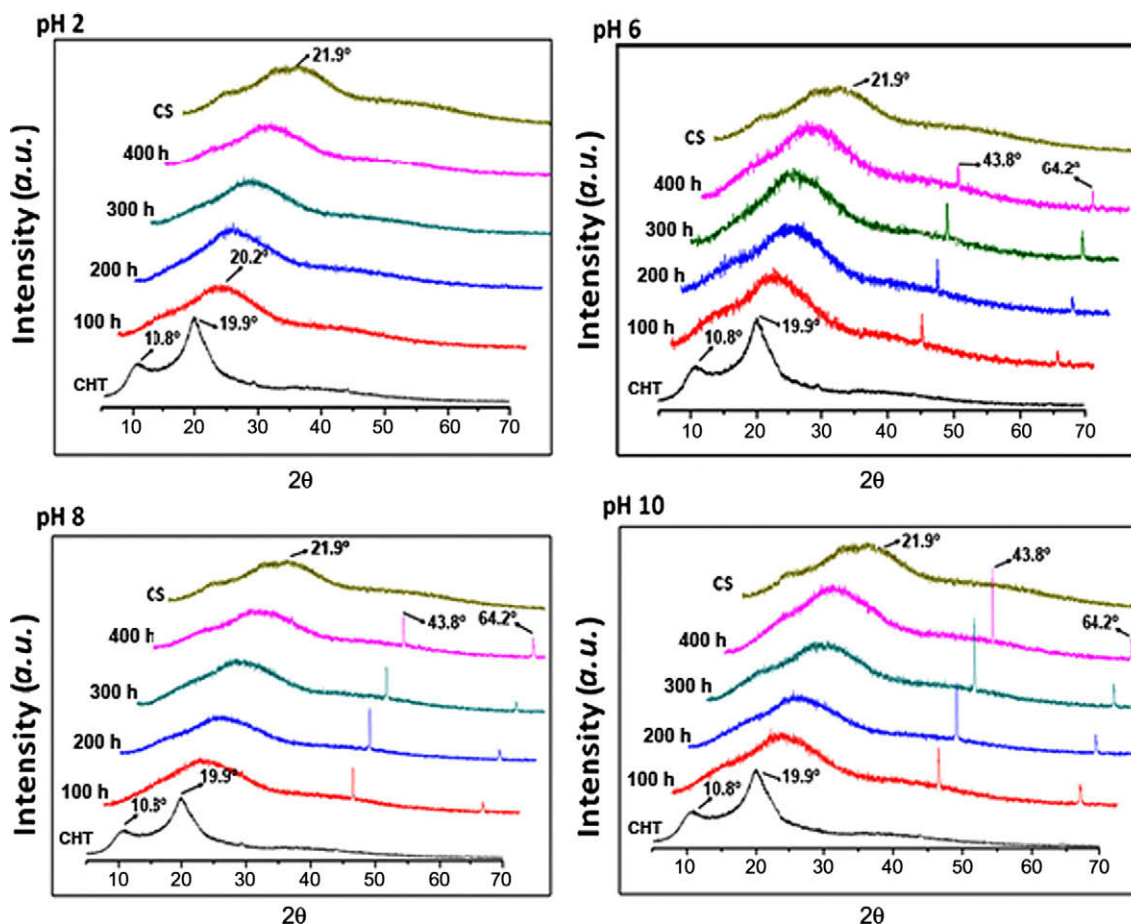 pH 2
Intensity (a.u.)
21.9°
CS
400 h
300 h
200 h
20.2°
100 h
10.8°
19.9°
CHT
10 20 30 40 50 60 70
2θ
pH 6
Intensity (a.u.)
21.9°
CS
43.8°
64.2°
400 h
300 h
200 h
100 h
10.8°
19.9°
CHT
10 20 30 40 50 60 70
2θ
pH 8
Intensity (a.u.)
21.9°
CS
43.8°
64.2°
400 h
300 h
200 h
100 h
10.8°
19.9°
CHT
10 20 30 40 50 60 70
2θ
pH 10
Intensity (a.u.)
21.9°
43.8°
CS
64.2°
400 h
300 h
200 h
100 h
10.8°
19.9°
CHT
10 20 30 40 50 60 70
2θ